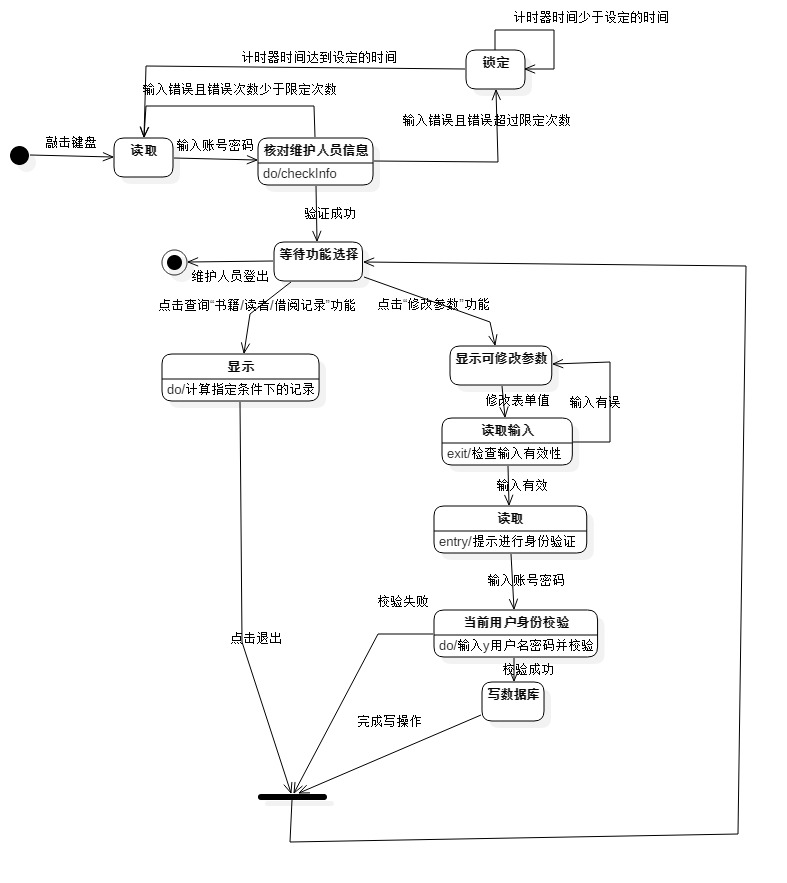 计时器时间少于设定的时间
计时器时间达到设定的时间
锁定
输入错误且错误次数少于限定次数
输入错误且错误超过限定次数
敲击键盘
读取
输入账号密码
核对维护人员信息
do/checkInfo
验证成功
等待功能选择
维护人员登出
点击查询“书籍/读者/借阅记录”功能
点击“修改参数”功能
显示
do/计算指定条件下的记录
显示可修改参数
修改表单值
输入有误
读取输入
exit/检查输入有效性
输入有效
读取
entry/提示进行身份验证
输入账号密码
校验失败
当前用户身份校验
do/输入y用户名密码并校验
点击退出
校验成功
写数据库
完成写操作